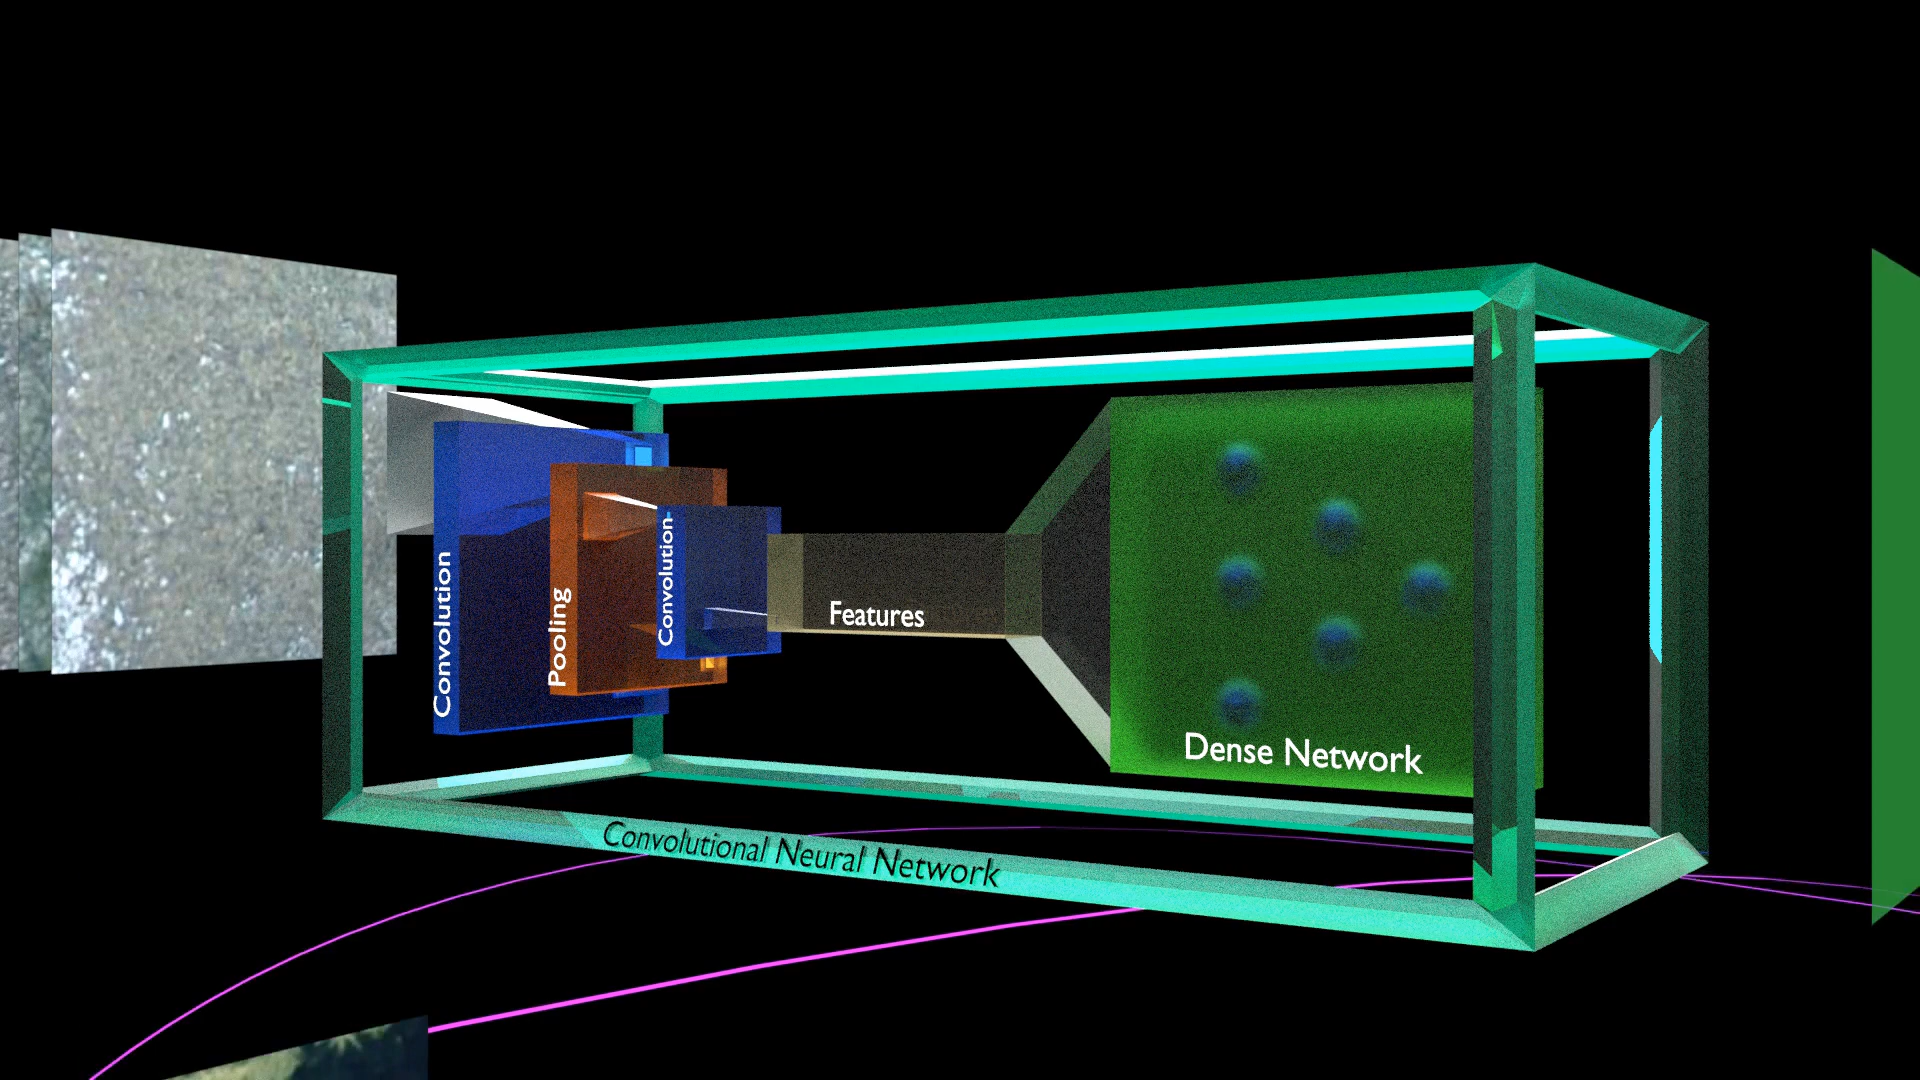 Convolution
Pooling
Convolution
Features
Dense Network
Convolutional Neural Network